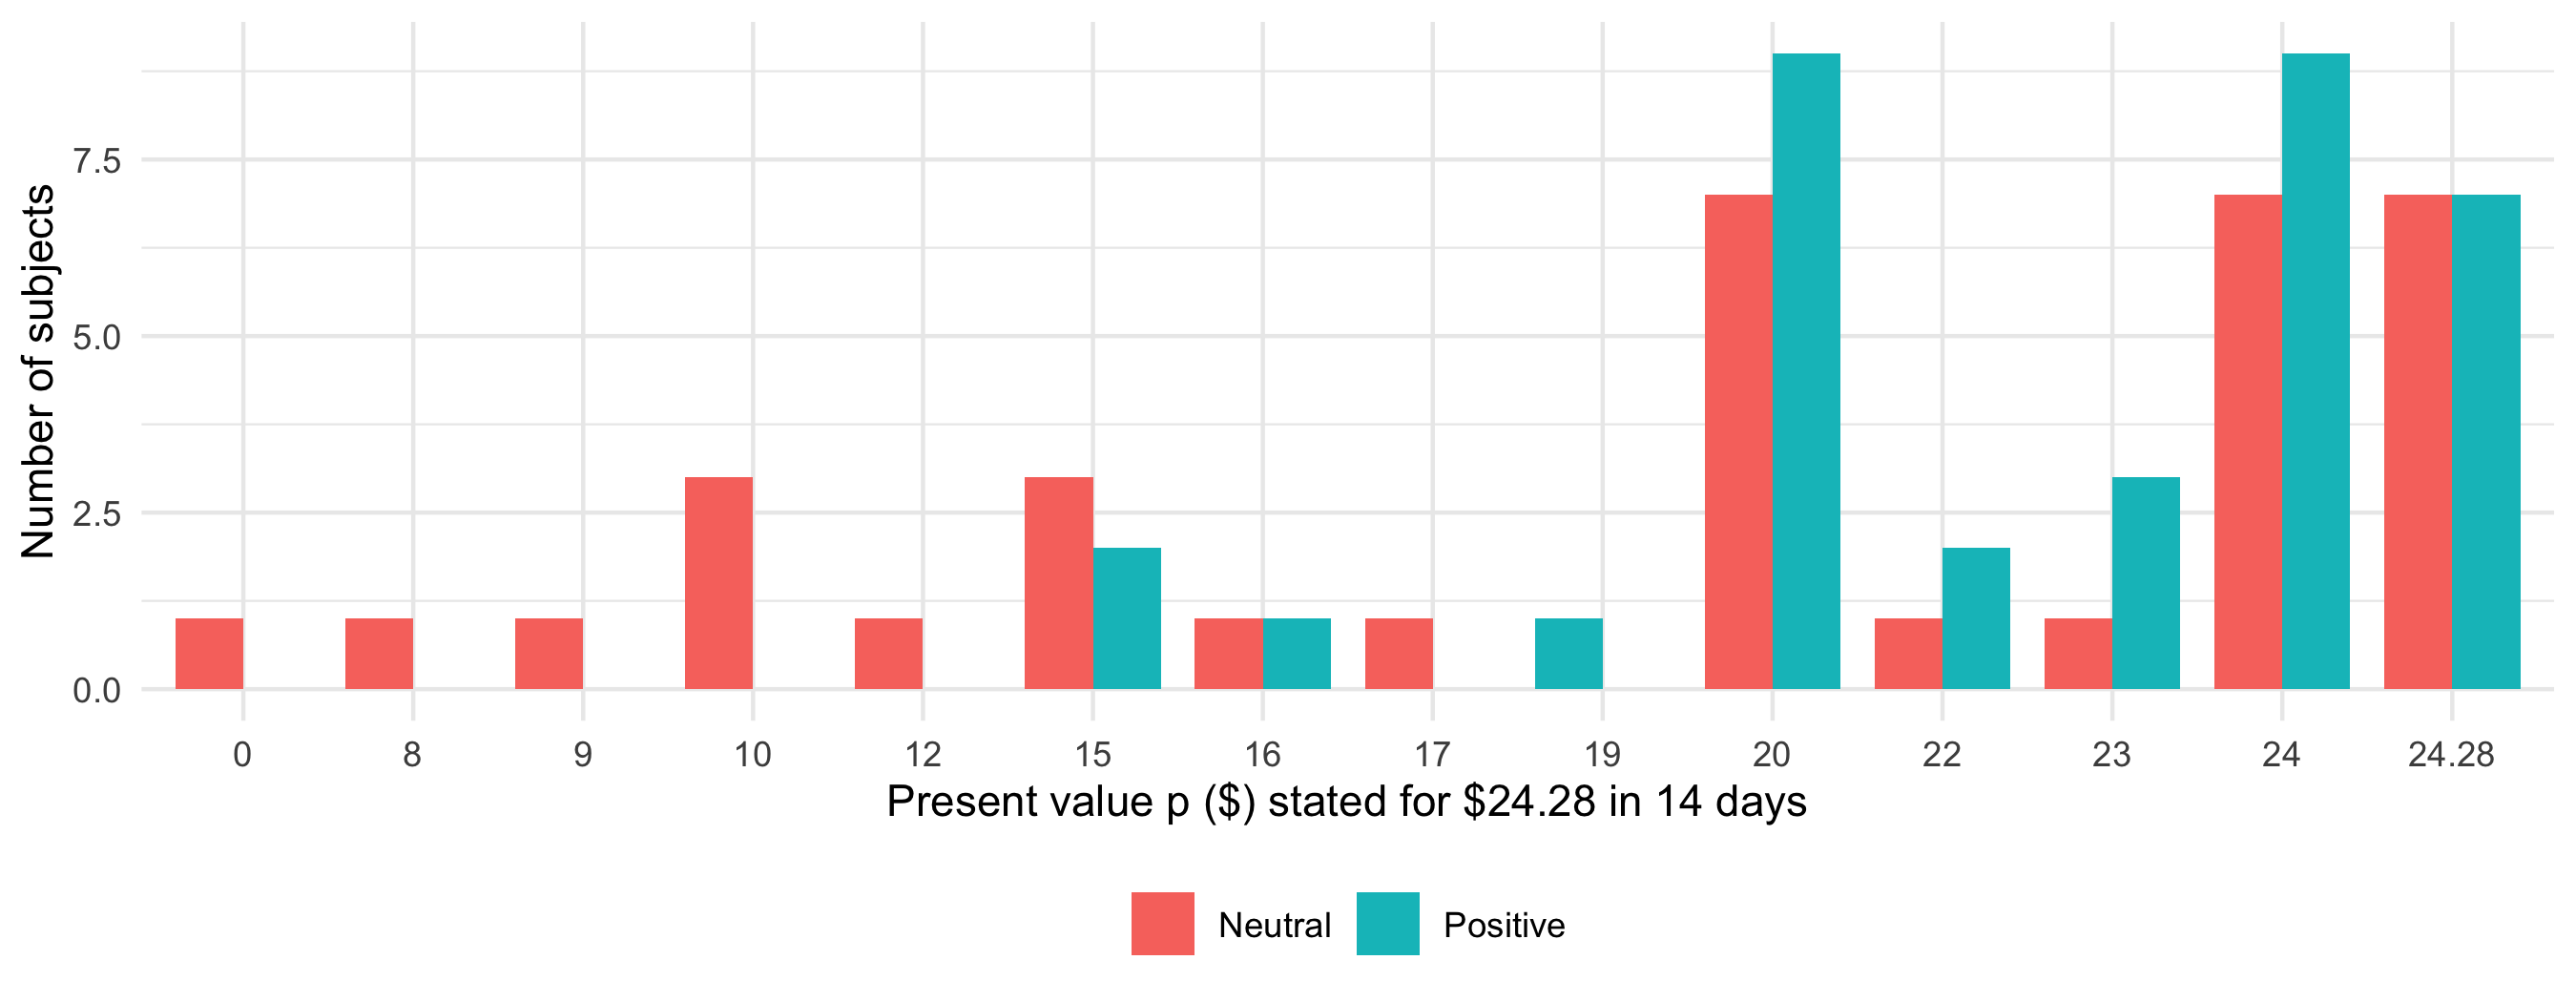 Number of subjects
7.5
5.0
2.5
0.0
0 8 9 10 12 15 16 17 19 20 22 23 24 24.28
Present value p ($) stated for $24.28 in 14 days
Neutral Positive